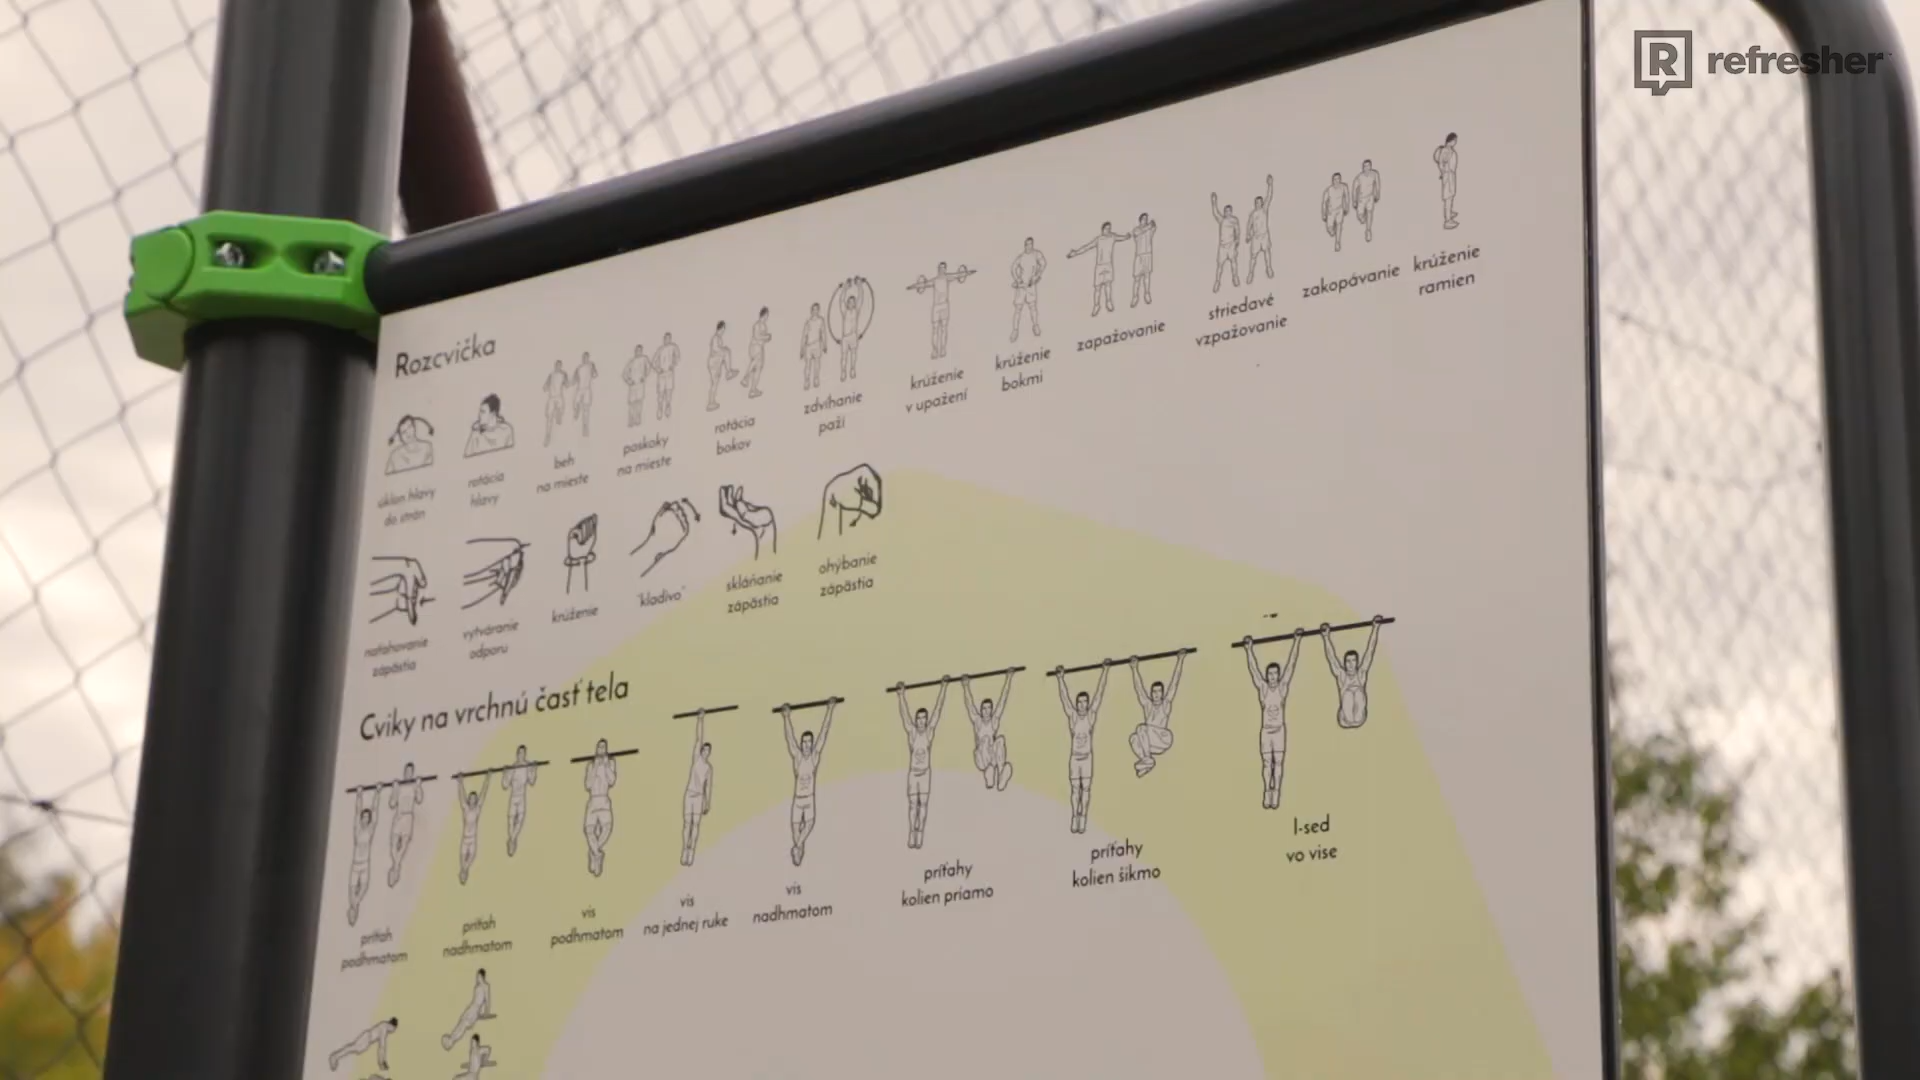 refresher
Rozcvička
úklon hlavy
do strán
rotácia
hlavy
beh
na mieste
poskoky
na mieste
rotácia
bokov
zdvíhanie
paží
krúženie
v upažení
krúženie
bokmi
zapažovanie
striedavé
vzpažovanie
zakopávanie
krúženie
ramien
naťahovanie
zápästia
vytváranie
odporu
krúženie
"kladivo"
skláňanie
zápästia
ohýbanie
zápästia
Cviky na vrchnú časť tela
príťah
podhmatom
príťah
nadhmatom
vis
podhmatom
vis
na jednej ruke
vis
nadhmatom
príťahy
kolien priamo
príťahy
kolien šikmo
l-sed
vo vise